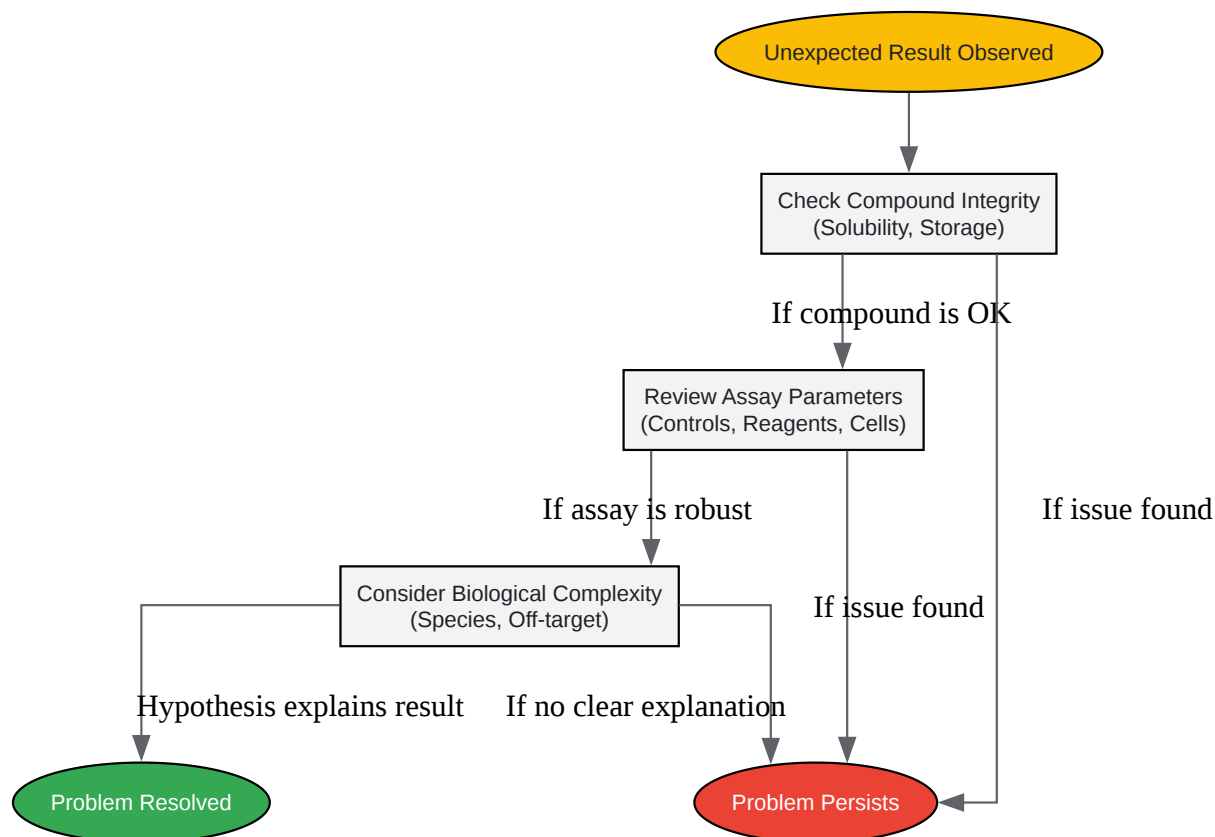 Unexpected Result Observed
Check Compound Integrity
(Solubility, Storage)
If compound is OK
Review Assay Parameters
(Controls, Reagents, Cells)
If assay is robust
If issue found
Consider Biological Complexity
(Species, Off-target)
If issue found
Hypothesis explains result
If no clear explanation
Problem Resolved
Problem Persists